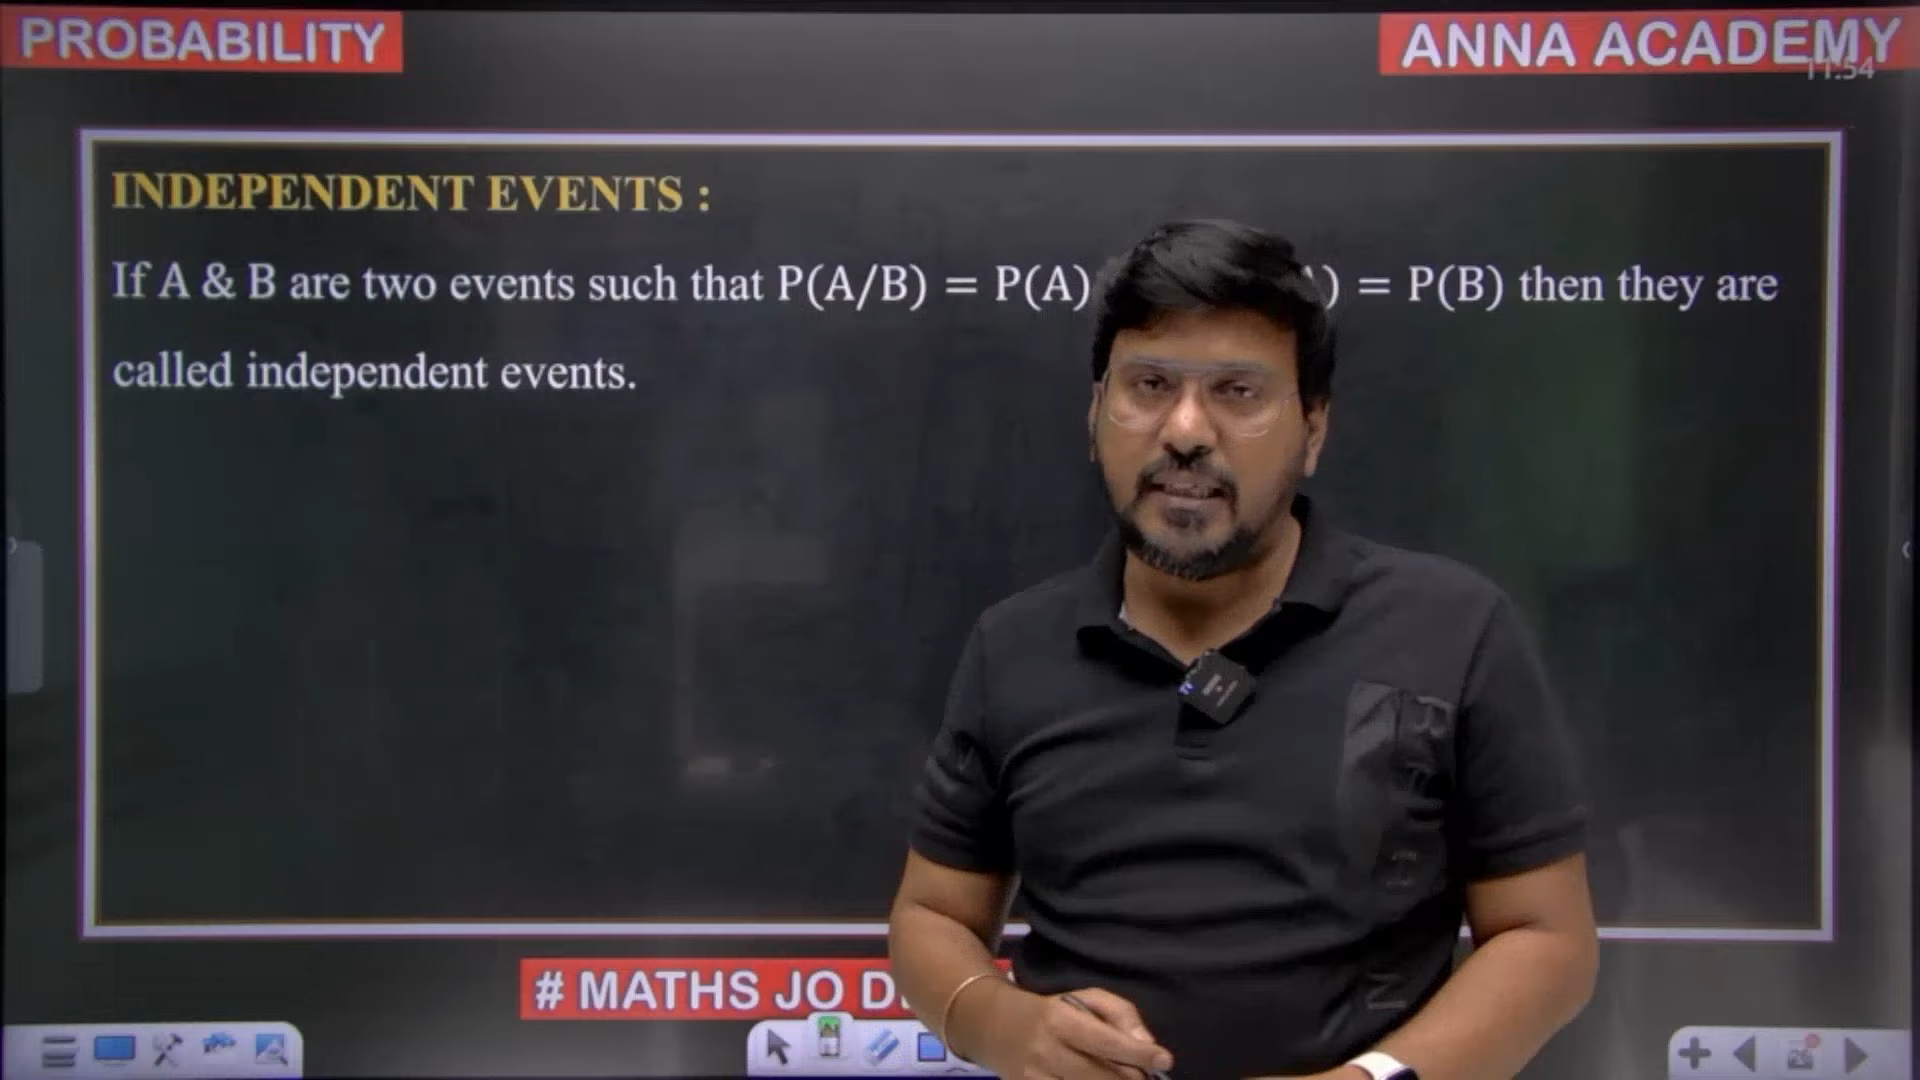 PROBABILITY
ANNA ACADEMY
11:54
INDEPENDENT EVENTS :
If A & B are two events such that P(A/B) = P(A) ) = P(B) then they are
called independent events.
# MATHS JO D
26